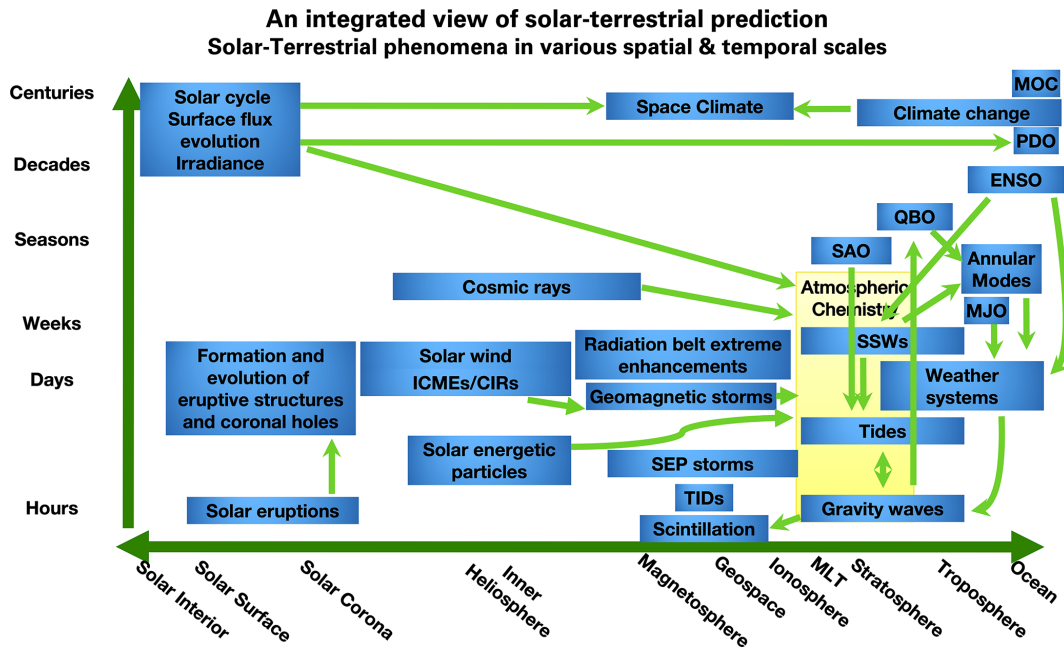 An integrated view of solar-terrestrial prediction
Solar-Terrestrial phenomena in various spatial & temporal scales
Centuries
Decades
Seasons
Weeks
Days
Hours
Solar cycle
Surface flux
evolution
Irradiance
Space Climate
MOC
Climate change
PDO
ENSO
QBO
SAO
Annular
Modes
Cosmic rays
Atmospheric
Chemistry
MJO
SSWs
Formation and
evolution of
eruptive structures
and coronal holes
Solar wind
ICMEs/CIRs
Radiation belt extreme
enhancements
Geomagnetic storms
Weather
systems
Solar energetic
particles
Tides
SEP storms
TIDs
Solar eruptions
Scintillation
Gravity waves
Solar Interior
Solar Surface
Solar Corona
Inner
Heliosphere
Magnetosphere
Geospace
Ionosphere
MLT
Stratosphere
Troposphere
Ocean